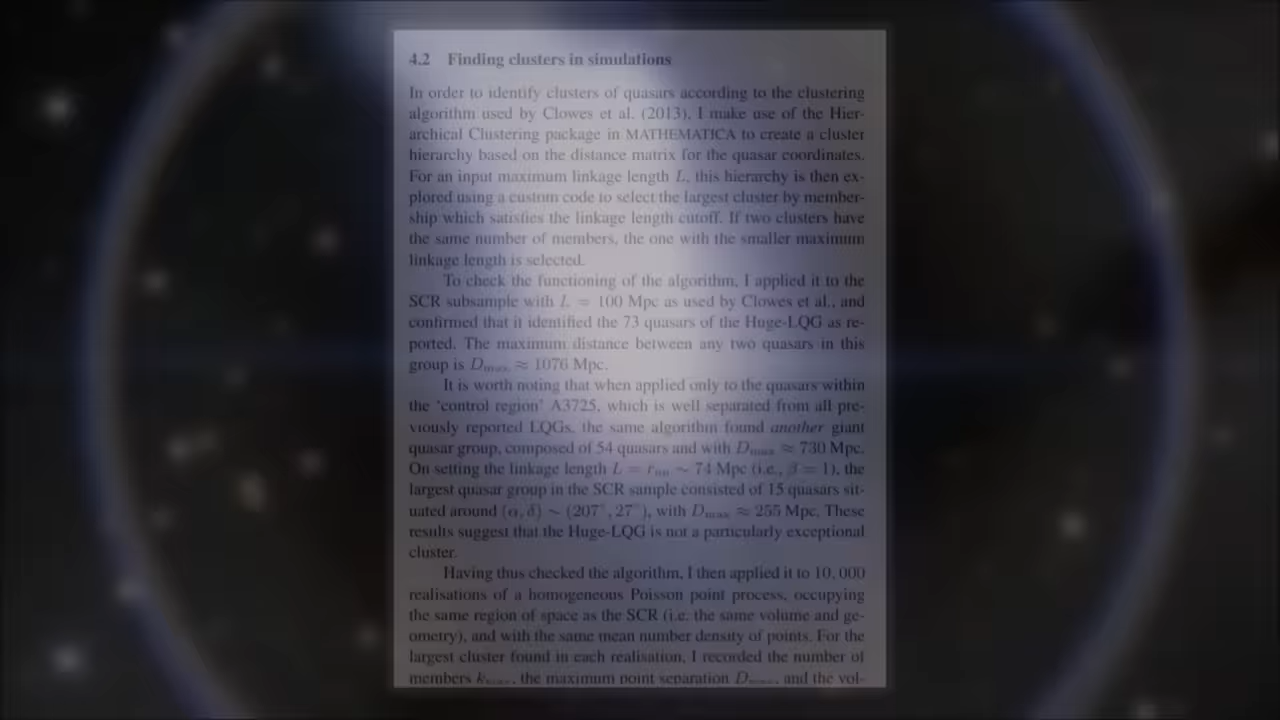 4.2 Finding clusters in simulations
In order to identify clusters of quasars according to the clustering
algorithm used by Clowes et al. (2013), I make use of the Hier-
archical Clustering package in MATHEMATICA to create a cluster
hierarchy based on the distance matrix for the quasar coordinates.
For an input maximum linkage length L, this hierarchy is then ex-
plored using a custom code to select the largest cluster by member-
ship which satisfies the linkage length cutoff. If two clusters have
the same number of members, the one with the smaller maximum
linkage length is selected.
To check the functioning of the algorithm, I applied it to the
SCR subsample with L = 100 Mpc as used by Clowes et al., and
confirmed that it identified the 73 quasars of the Huge-LQG as re-
ported. The maximum distance between any two quasars in this
group is Dmax ≈ 1076 Mpc.
It is worth noting that when applied only to the quasars within
the 'control region' A3725, which is well separated from all pre-
viously reported LQGs, the same algorithm found another giant
quasar group, composed of 54 quasars and with Dmax ≈ 730 Mpc.
On setting the linkage length L = rnn ∼ 74 Mpc (i.e., β = 1), the
largest quasar group in the SCR sample consisted of 15 quasars sit-
uated around (α, δ) ∼ (207°, 27°), with Dmax ≈ 255 Mpc. These
results suggest that the Huge-LQG is not a particularly exceptional
cluster.
Having thus checked the algorithm, I then applied it to 10, 000
realisations of a homogeneous Poisson point process, occupying
the same region of space as the SCR (i.e. the same volume and ge-
ometry), and with the same mean number density of points. For the
largest cluster found in each realisation, I recorded the number of
members kmax, the maximum point separation Dmax, and the vol-